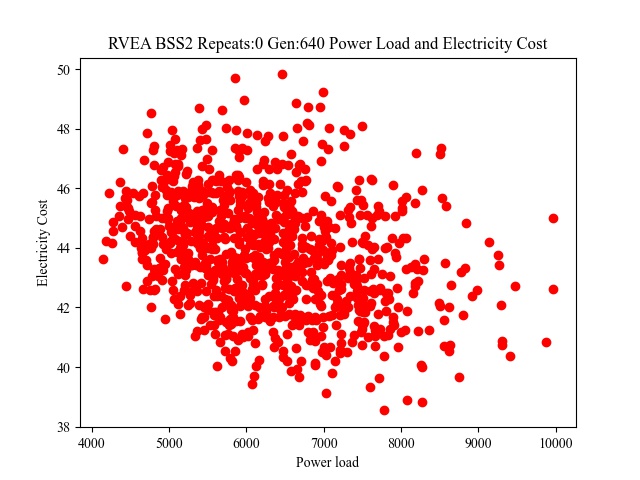 RVEA BSS2 Repeats:0 Gen:640 Power Load and Electricity Cost
50
48
46
44
42
40
38
Electricity Cost
4000 5000 6000 7000 8000 9000 10000
Power load